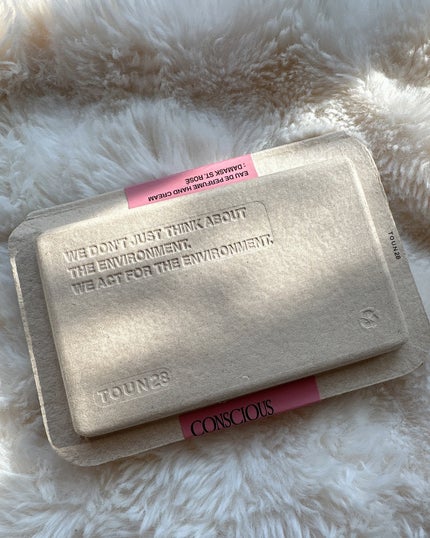 EAU DE PERFUME HAND CREAM
: DAMASK ST. ROSE
WE DON'T JUST THINK ABOUT
THE ENVIRONMENT.
WE ACT FOR THE ENVIRONMENT.
TOUN28
TOUN28
CONSCIOUS